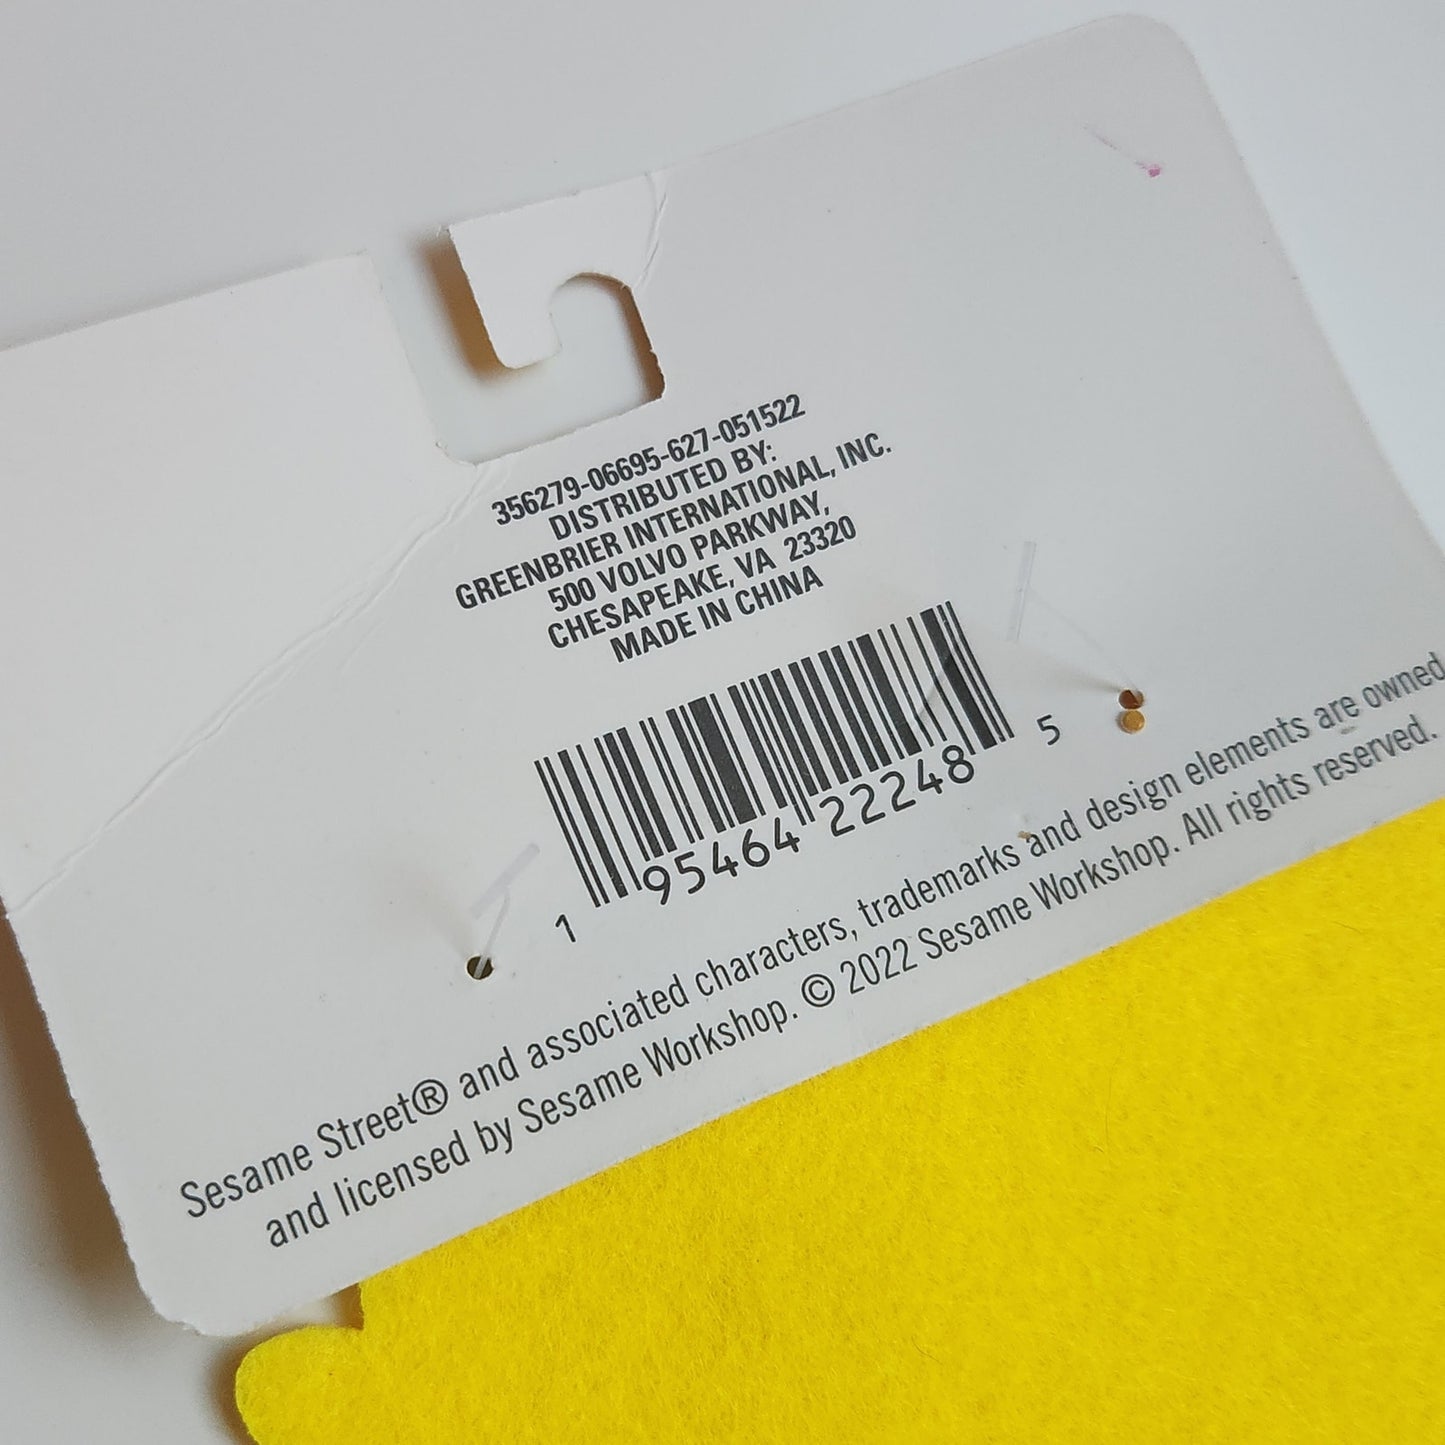 356279-06695-627-051522
DISTRIBUTED BY:
GREENBRIER INTERNATIONAL, INC.
500 VOLVO PARKWAY,
CHESAPEAKE, VA 23320
MADE IN CHINA
1 95464 22248 5
Sesame Street® and associated characters, trademarks and design elements are owned
and licensed by Sesame Workshop. © 2022 Sesame Workshop. All rights reserved.